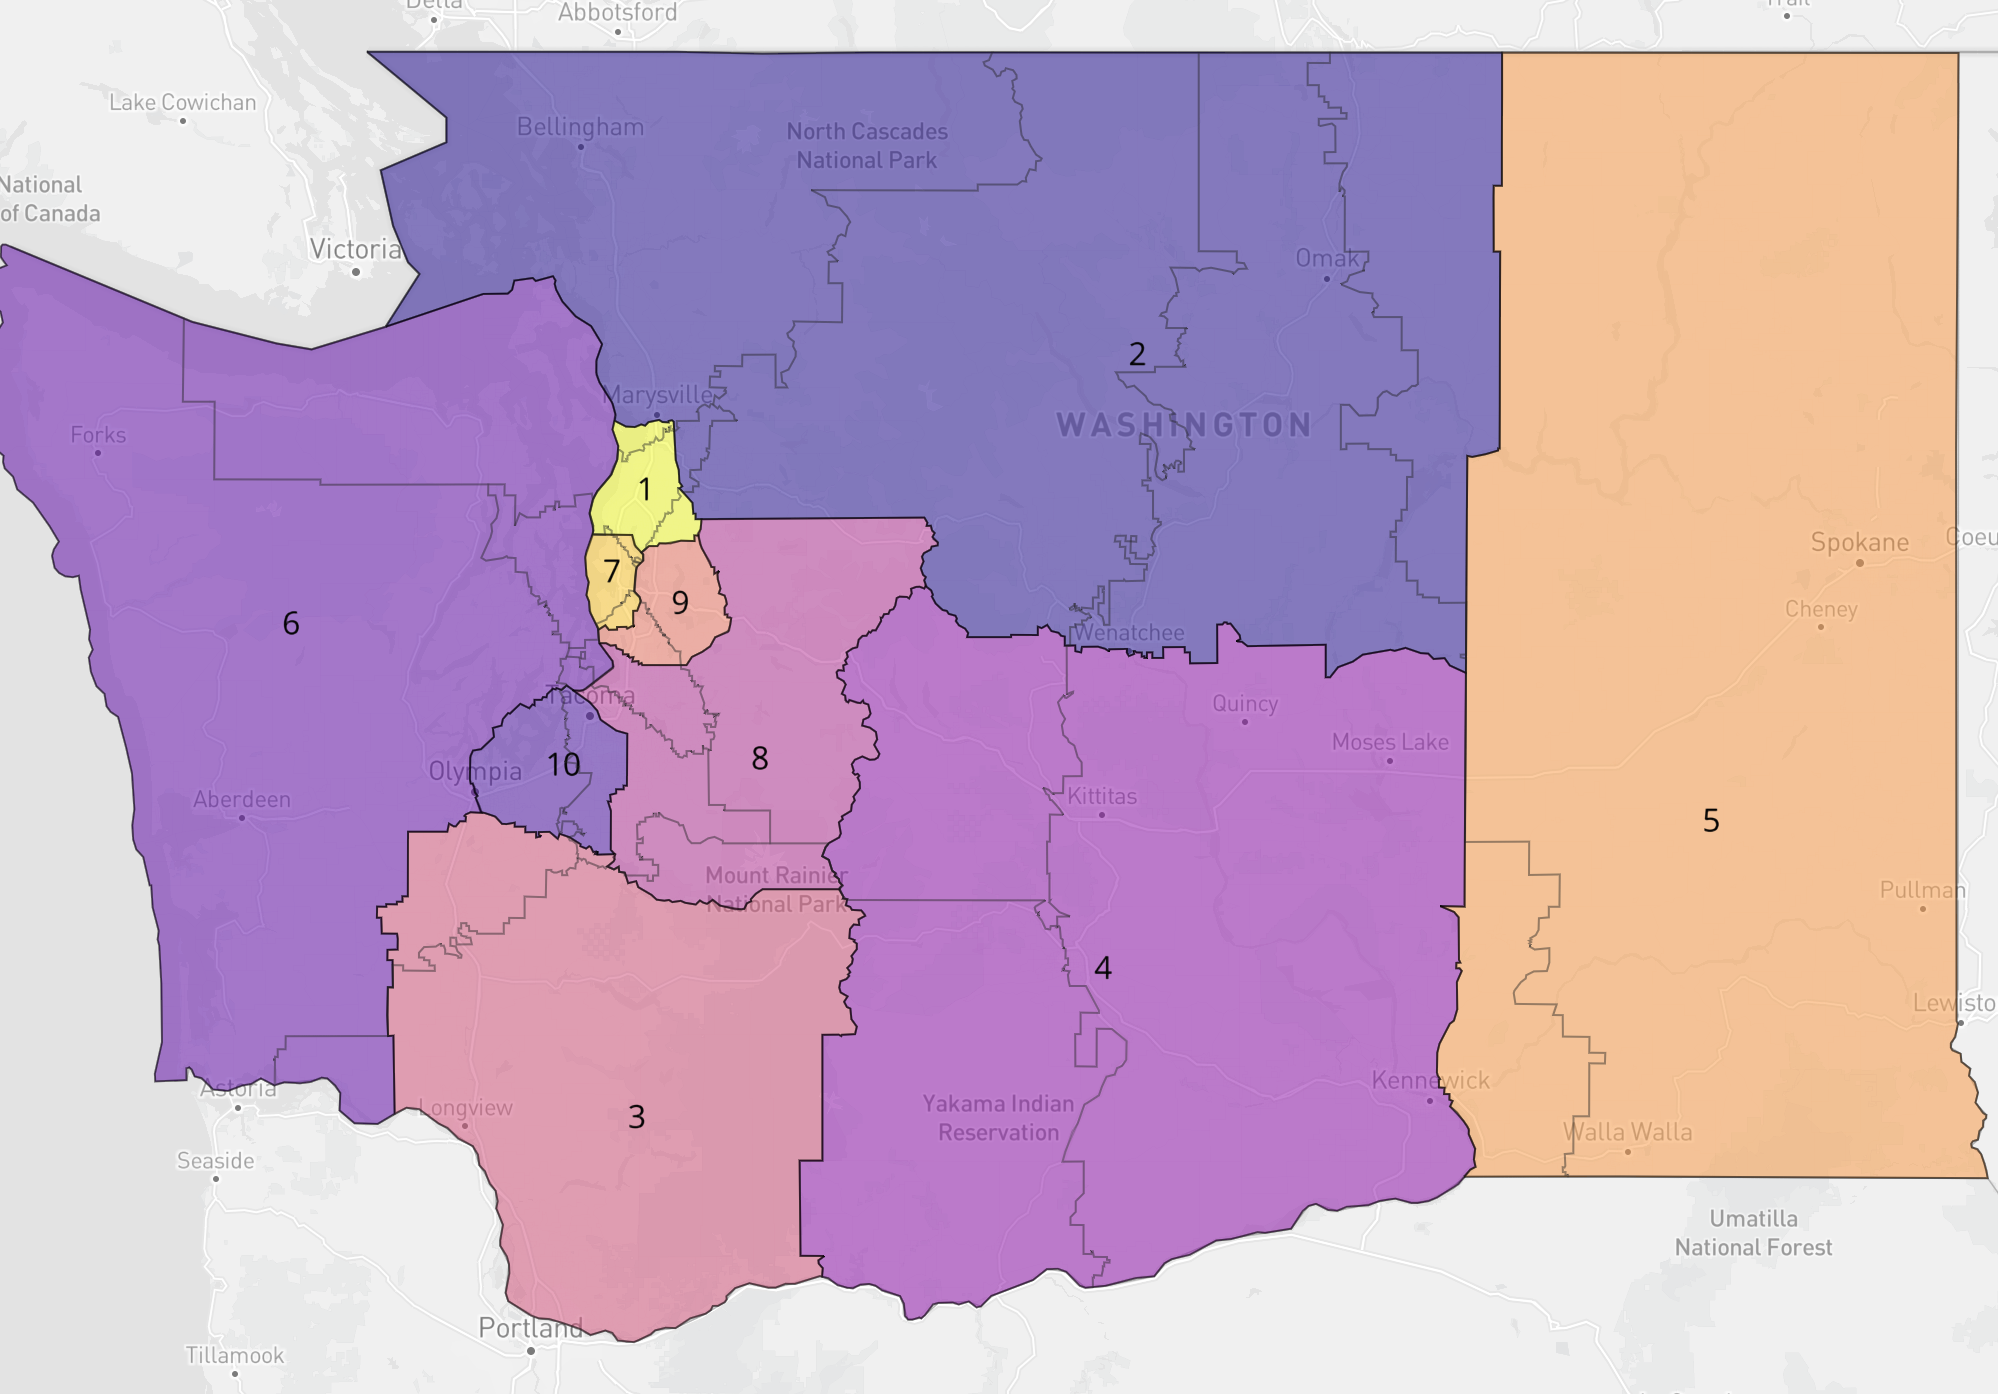 Delta
Abbotsford
Trail
Lake Cowichan
Bellingham
North Cascades
National Park
National
of Canada
Victoria
Omak
2
Marysville
WASHINGTON
Forks
1
Spokane
Coeu
7
9
Cheney
6
Wenatchee
Tacoma
Quincy
Moses Lake
8
10
Olympia
Aberdeen
Kittitas
5
Mount Rainier
National Park
Pullman
4
Lewisto
Kennewick
Astoria
Longview
3
Yakama Indian
Reservation
Walla Walla
Seaside
Umatilla
National Forest
Portland
Tillamook